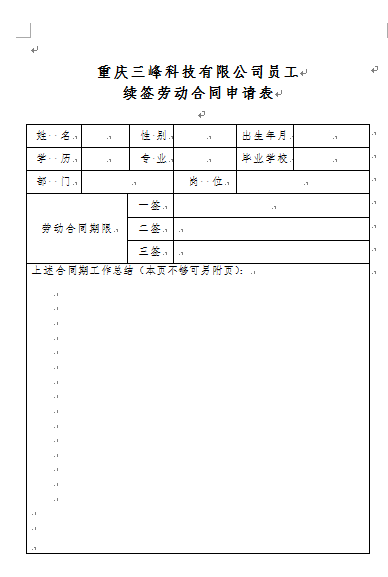 重庆三峰科技有限公司员工
续签劳动合同申请表
姓 名 性 别 出生年月
学 历 专 业 毕业学校
部 门 岗 位
劳动合同期限 一签
二签
三签
上述合同期工作总结（本页不够可另附页）：